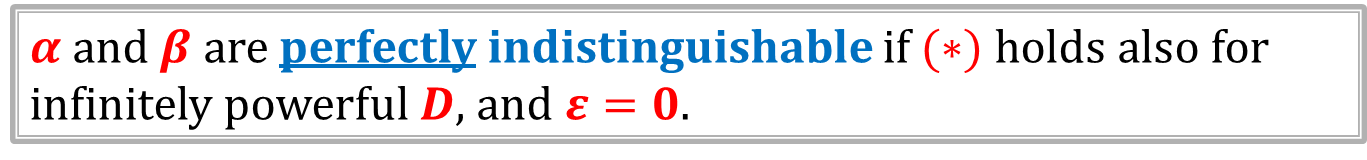 α and β are perfectly indistinguishable if (∗) holds also for
infinitely powerful D, and ε = 0.